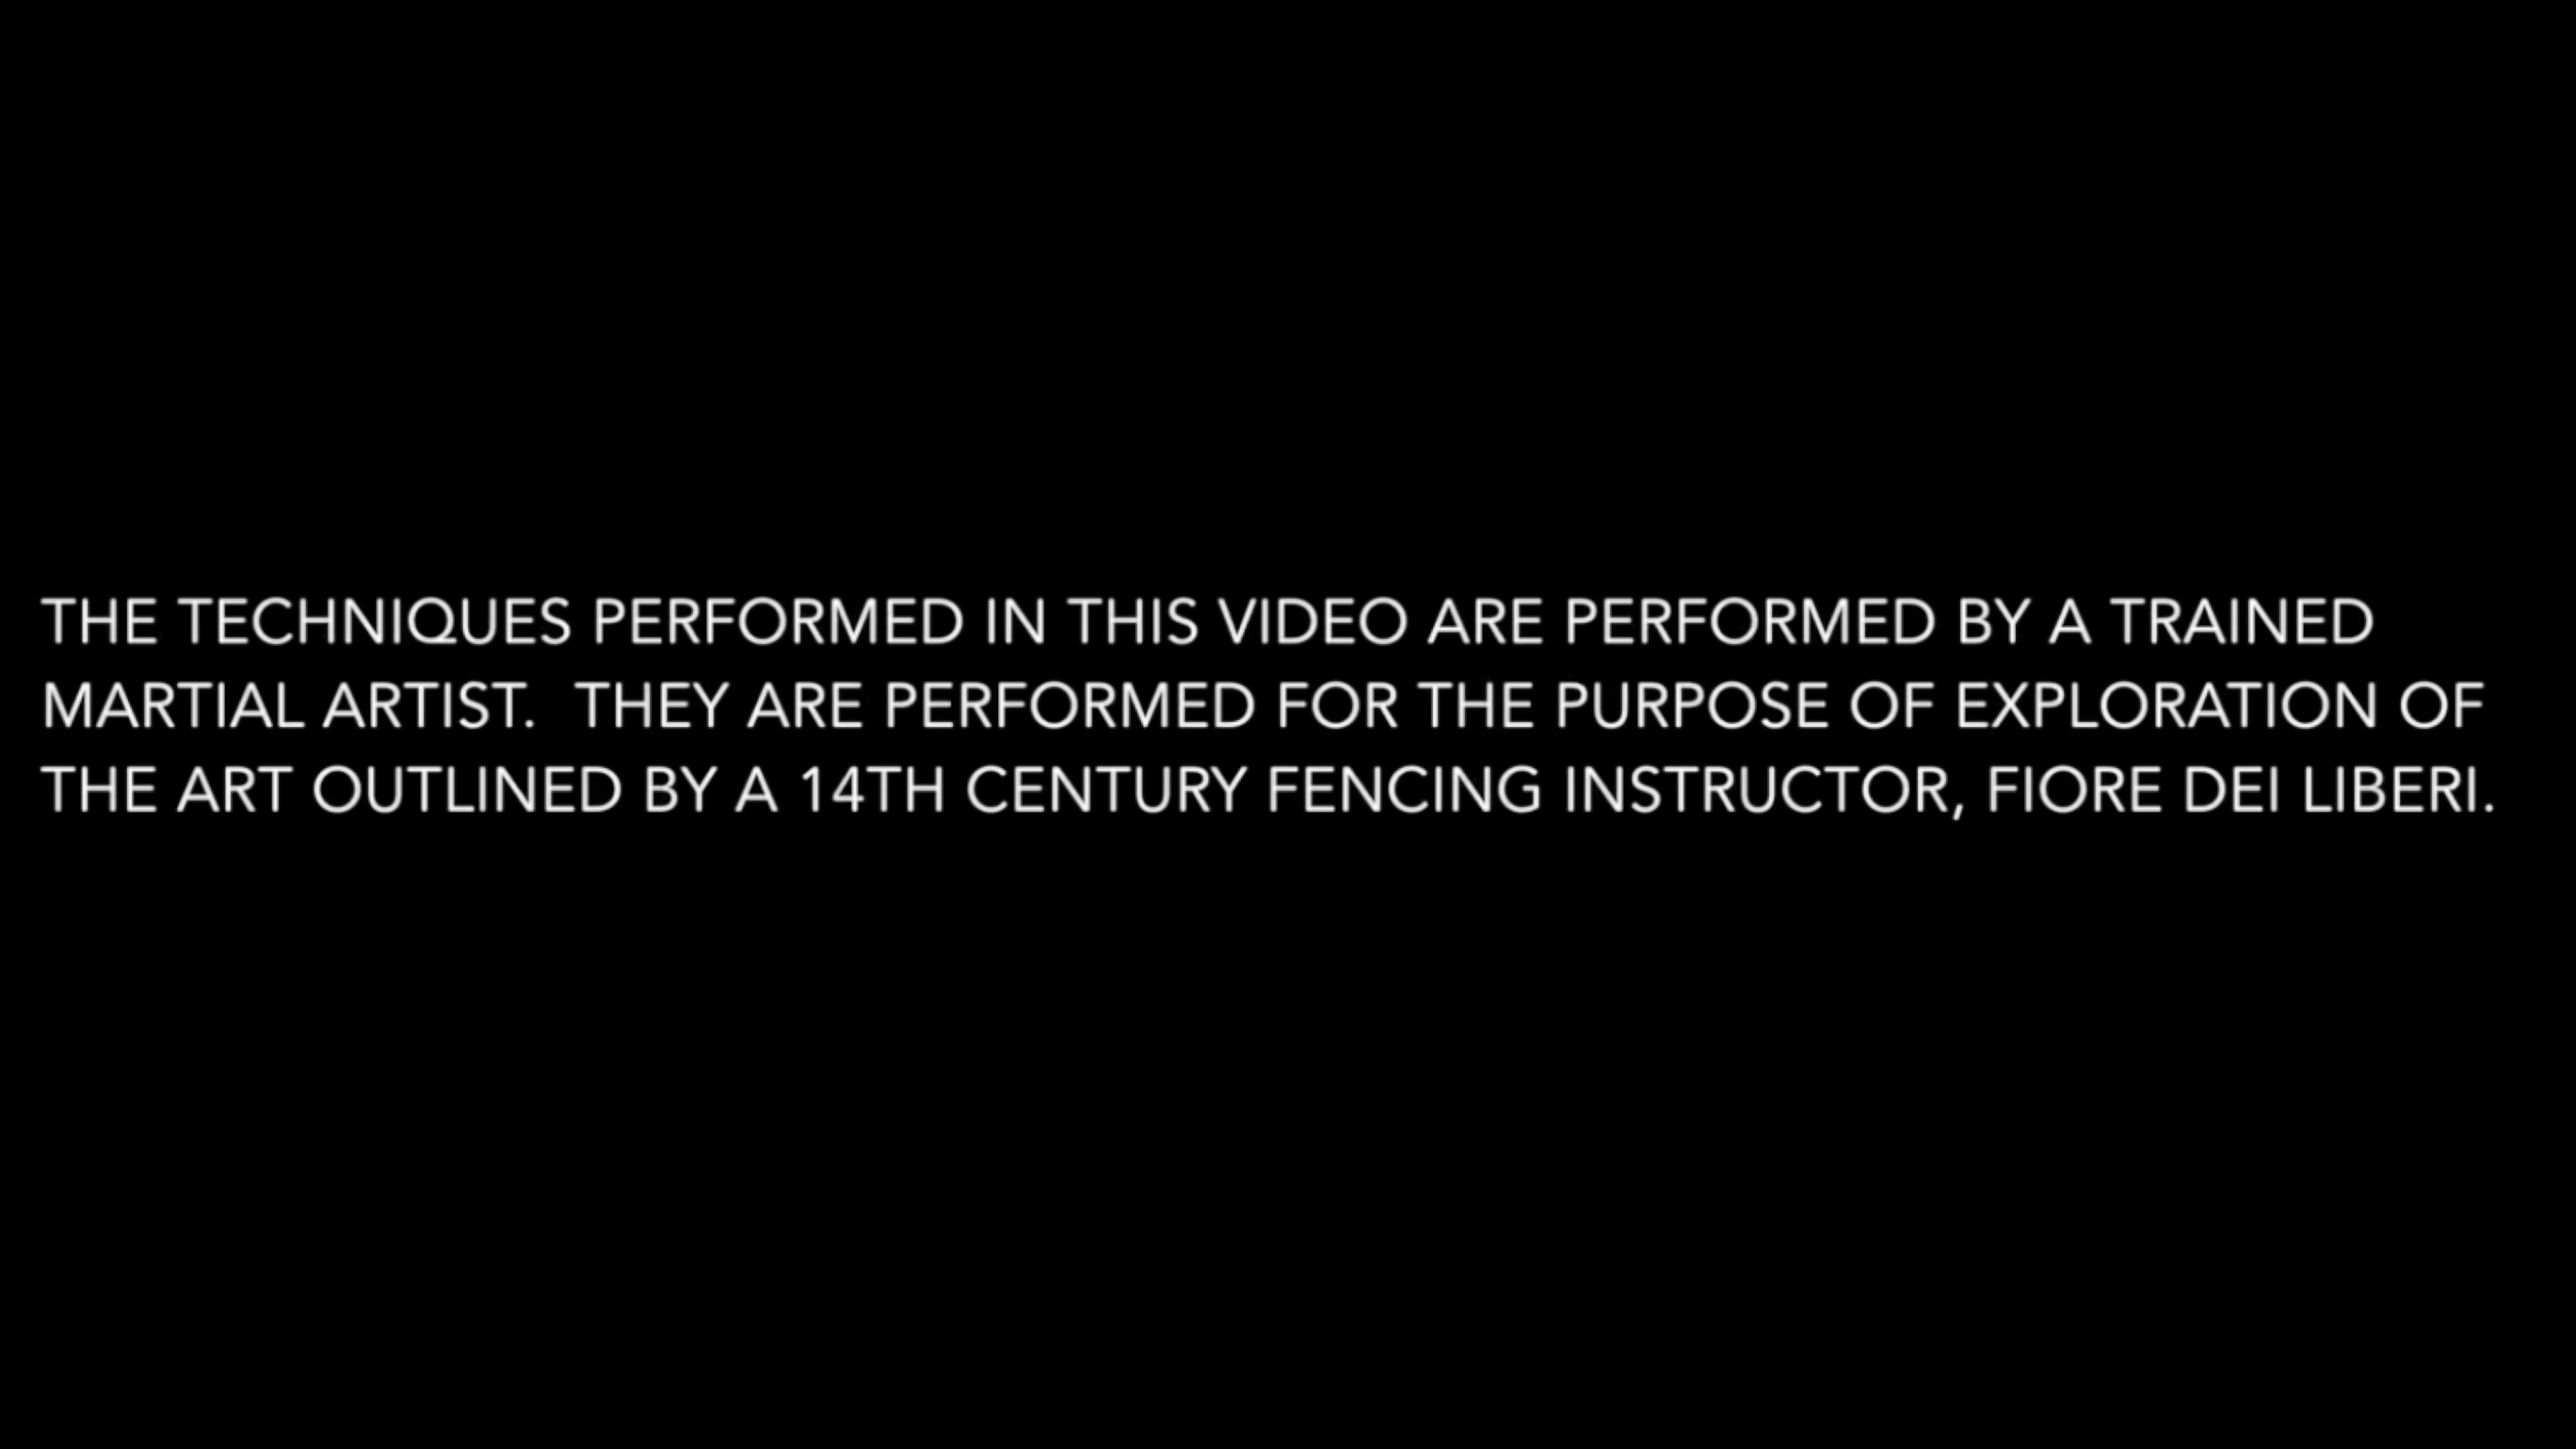 THE TECHNIQUES PERFORMED IN THIS VIDEO ARE PERFORMED BY A TRAINED
MARTIAL ARTIST.  THEY ARE PERFORMED FOR THE PURPOSE OF EXPLORATION OF
THE ART OUTLINED BY A 14TH CENTURY FENCING INSTRUCTOR, FIORE DEI LIBERI.